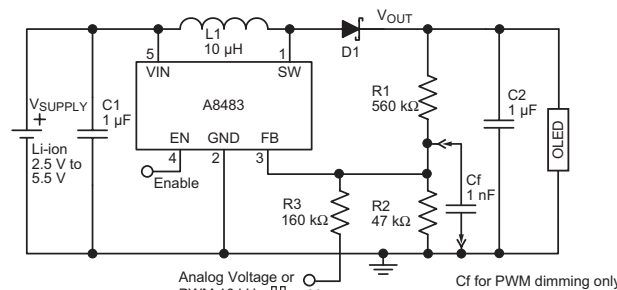 L1
10 µH
VOUT
D1
5
1
VIN
SW
A8483
EN
GND
FB
4
2
3
Enable
VSUPPLY
+
Li-ion
2.5 V to
5.5 V
C1
1 µF
R1
560 kΩ
C2
1 µF
OLED
Cf
1 nF
R3
160 kΩ
R2
47 kΩ
Analog Voltage or
Cf for PWM dimming only